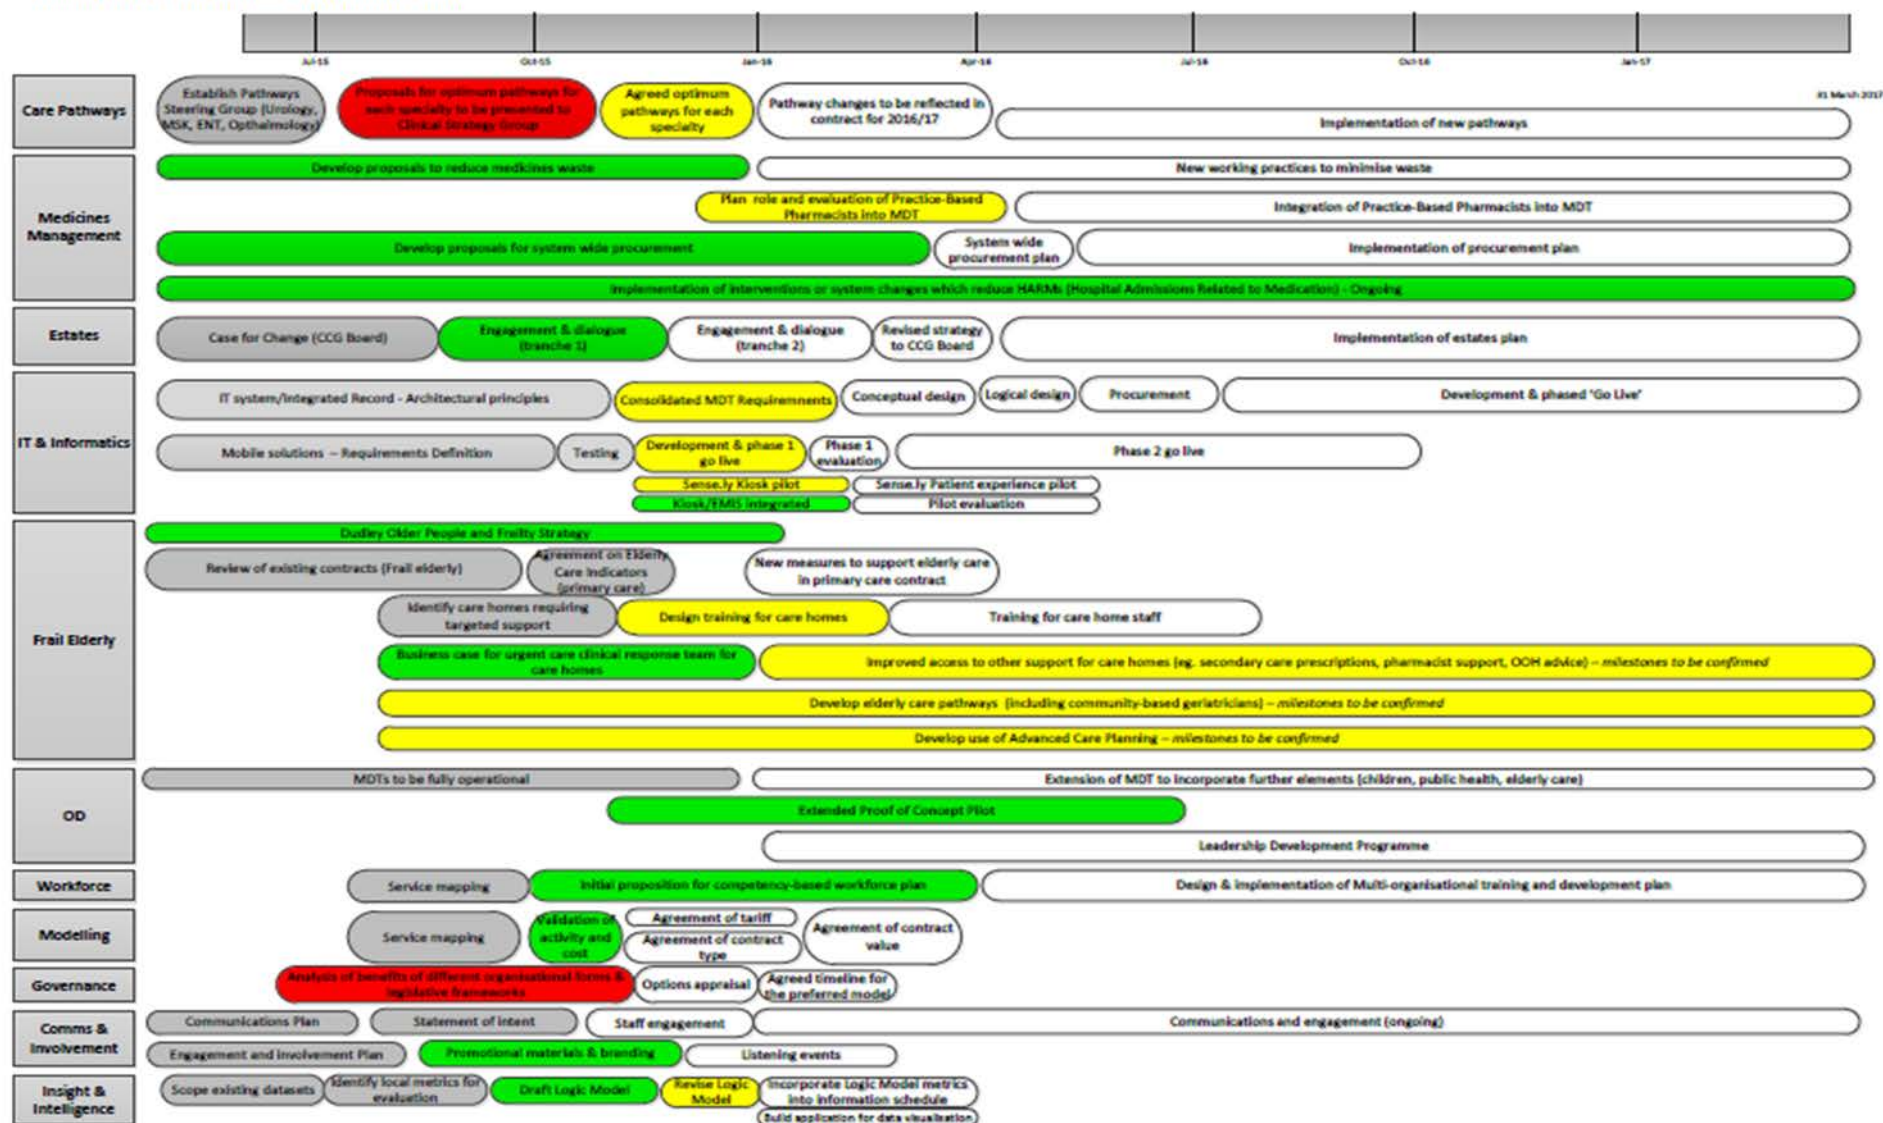 Jul-15
Oct-15
Jan-16
Apr-16
Jul-16
Oct-16
Jan-17
31 March 2017
Care Pathways
Establish Pathways
Steering Group (Urology,
MSK, ENT, Opthalmology)
Proposals for optimum pathways for
each specialty to be presented to
Clinical Strategy Group
Agreed optimum
pathways for each
specialty
Pathway changes to be reflected in
contract for 2016/17
Implementation of new pathways
Medicines
Management
Develop proposals to reduce medicines waste
New working practices to minimise waste
Plan role and evaluation of Practice-Based
Pharmacists into MDT
Integration of Practice-Based Pharmacists into MDT
Develop proposals for system wide procurement
System wide
procurement plan
Implementation of procurement plan
Implementation of interventions or system changes which reduce HARMs (Hospital Admissions Related to Medication) - Ongoing
Estates
Case for Change (CCG Board)
Engagement & dialogue
(tranche 1)
Engagement & dialogue
(tranche 2)
Revised strategy
to CCG Board
Implementation of estates plan
IT & Informatics
IT system/Integrated Record - Architectural principles
Consolidated MDT Requiremnents
Conceptual design
Logical design
Procurement
Development & phased 'Go Live'
Mobile solutions – Requirements Definition
Testing
Development & phase 1
go live
Phase 1
evaluation
Phase 2 go live
Sense.ly Kiosk pilot
Sense.ly Patient experience pilot
Kiosk/EMIS integrated
Pilot evaluation
Frail Elderly
Dudley Older People and Frailty Strategy
Review of existing contracts (Frail elderly)
Agreement on Elderly
Care Indicators
(primary care)
New measures to support elderly care
in primary care contract
Identify care homes requiring
targeted support
Design training for care homes
Training for care home staff
Business case for urgent care clinical response team for
care homes
Improved access to other support for care homes (eg. secondary care prescriptions, pharmacist support, OOH advice) – milestones to be confirmed
Develop elderly care pathways (including community-based geriatricians) – milestones to be confirmed
Develop use of Advanced Care Planning – milestones to be confirmed
OD
MDTs to be fully operational
Extension of MDT to incorporate further elements (children, public health, elderly care)
Extended Proof of Concept Pilot
Leadership Development Programme
Workforce
Service mapping
Initial proposition for competency-based workforce plan
Design & implementation of Multi-organisational training and development plan
Modelling
Service mapping
Validation of
activity and
cost
Agreement of tariff
Agreement of contract
type
Agreement of contract
value
Governance
Analysis of benefits of different organisational forms &
legislative frameworks
Options appraisal
Agreed timeline for
the preferred model
Comms &
Involvement
Communications Plan
Statement of intent
Staff engagement
Communications and engagement (ongoing)
Engagement and involvement Plan
Promotional materials & branding
Listening events
Insight &
Intelligence
Scope existing datasets
Identify local metrics for
evaluation
Draft Logic Model
Revise Logic
Model
Incorporate Logic Model metrics
into information schedule
Build application for data visualisation